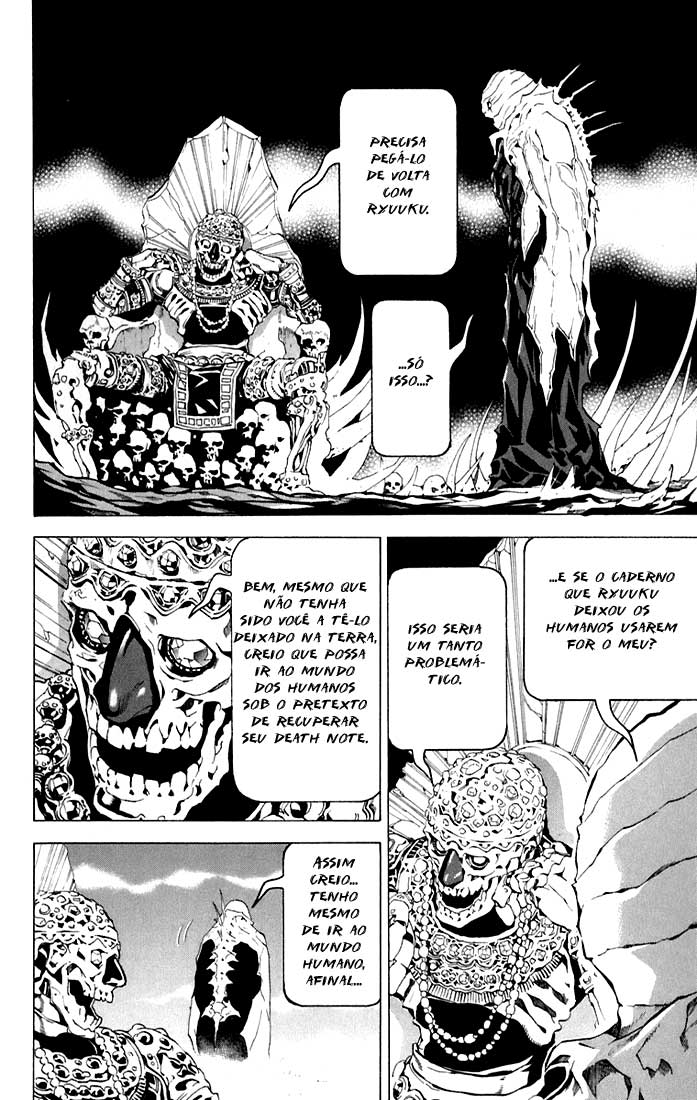 PRECISA
PEGÁ-LO
DE VOLTA
COM
RYUUKU.
...SÓ
ISSO...?
...E SE O CADERNO
QUE RYUUKU
DEIXOU OS
HUMANOS USAREM
FOR O MEU?
ISSO SERIA
UM TANTO
PROBLEMÁ-
TICO.
BEM, MESMO QUE
NÃO TENHA
SIDO VOCÊ A TÊ-LO
DEIXADO NA TERRA,
CREIO QUE POSSA
IR AO MUNDO
DOS HUMANOS
SOB O PRETEXTO
DE RECUPERAR
SEU DEATH NOTE.
ASSIM
CREIO...
TENHO
MESMO
DE IR AO
MUNDO
HUMANO,
AFINAL...